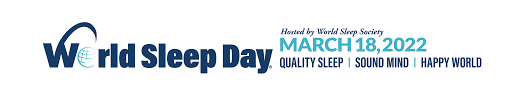 World Sleep Day®
Hosted by World Sleep Society
MARCH 18, 2022
QUALITY SLEEP | SOUND MIND | HAPPY WORLD